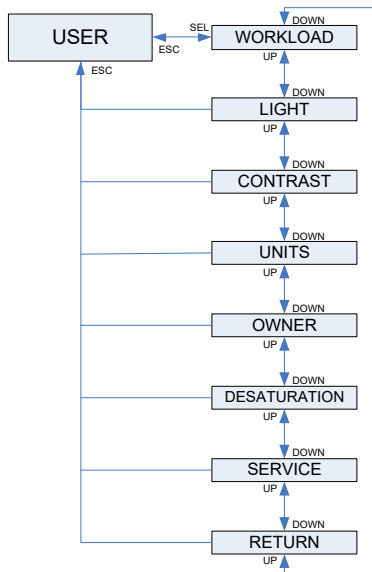 DOWN
USER
SEL
ESC
WORKLOAD
ESC
UP
DOWN
LIGHT
UP
DOWN
CONTRAST
UP
DOWN
UNITS
UP
DOWN
OWNER
UP
DOWN
DESATURATION
UP
DOWN
SERVICE
UP
DOWN
RETURN
UP